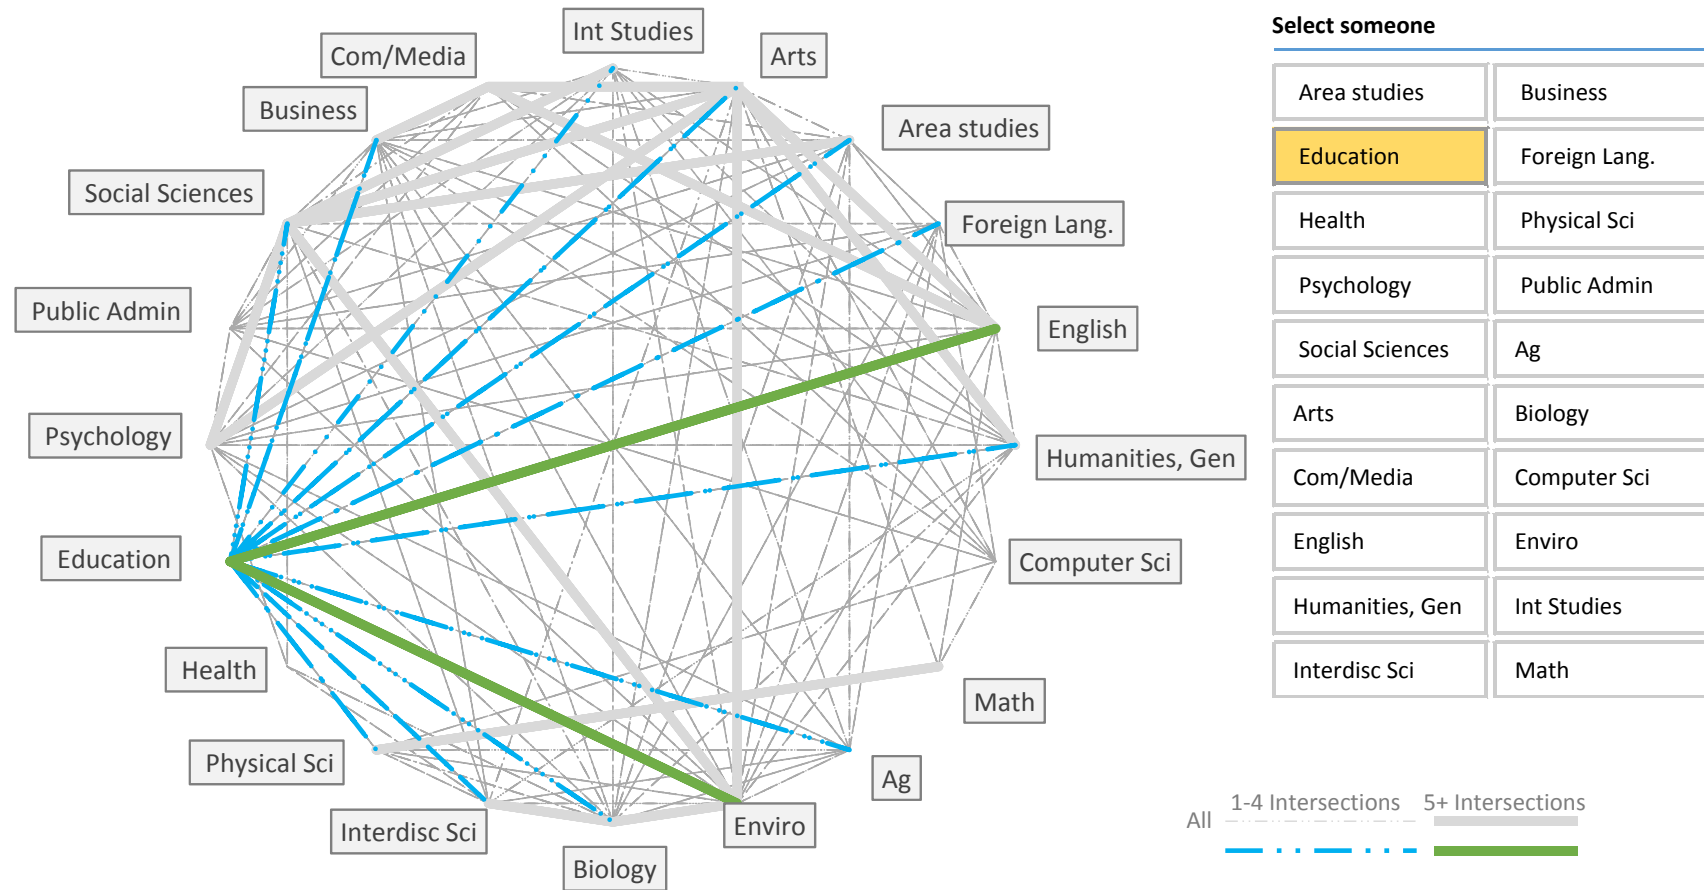 Int Studies
Com/Media
Arts
Business
Area studies
Social Sciences
Foreign Lang.
Public Admin
English
Psychology
Humanities, Gen
Education
Computer Sci
Health
Math
Physical Sci
Ag
Interdisc Sci
Enviro
Biology
Select someone
Area studies Business
Education Foreign Lang.
Health Physical Sci
Psychology Public Admin
Social Sciences Ag
Arts Biology
Com/Media Computer Sci
English Enviro
Humanities, Gen Int Studies
Interdisc Sci Math
1-4 Intersections 5+ Intersections
All